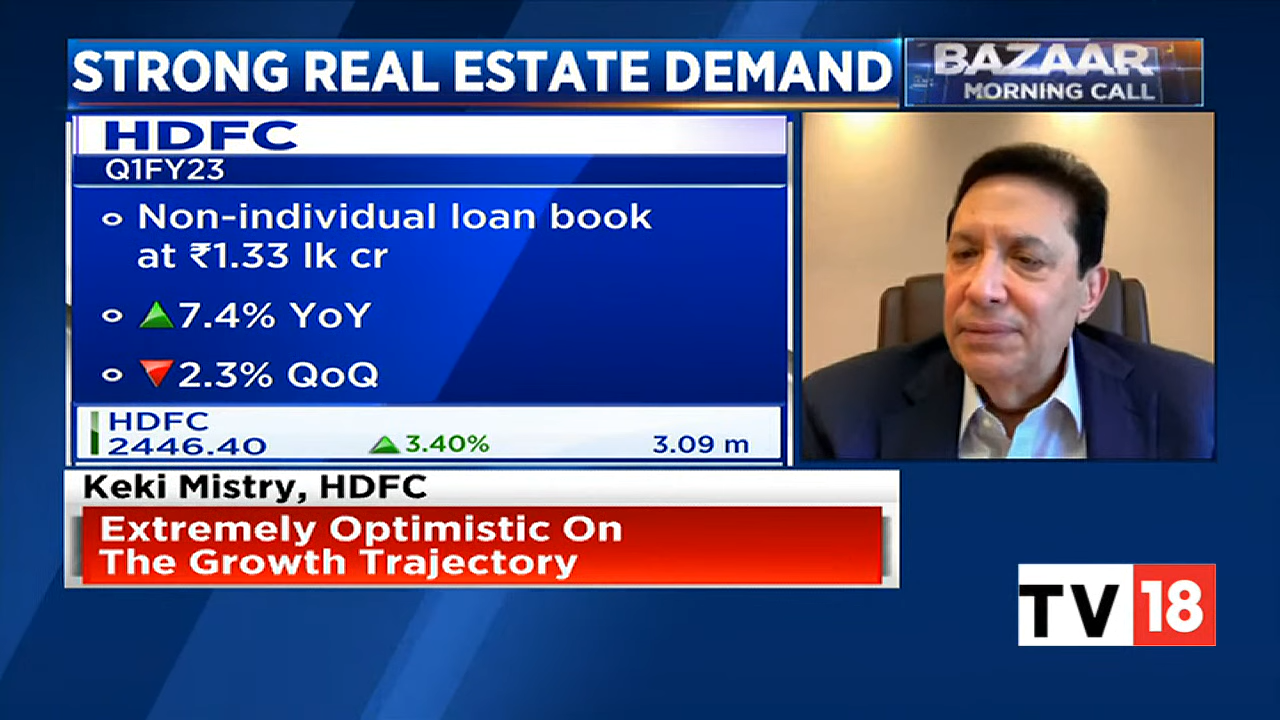 STRONG REAL ESTATE DEMAND
BAZAAR
MORNING CALL
HDFC
Q1FY23
Non-individual loan book
at ₹1.33 lk cr
▲7.4% YoY
▼2.3% QoQ
HDFC
2446.40 ▲3.40% 3.09 m
Keki Mistry, HDFC
Extremely Optimistic On
The Growth Trajectory
TV18